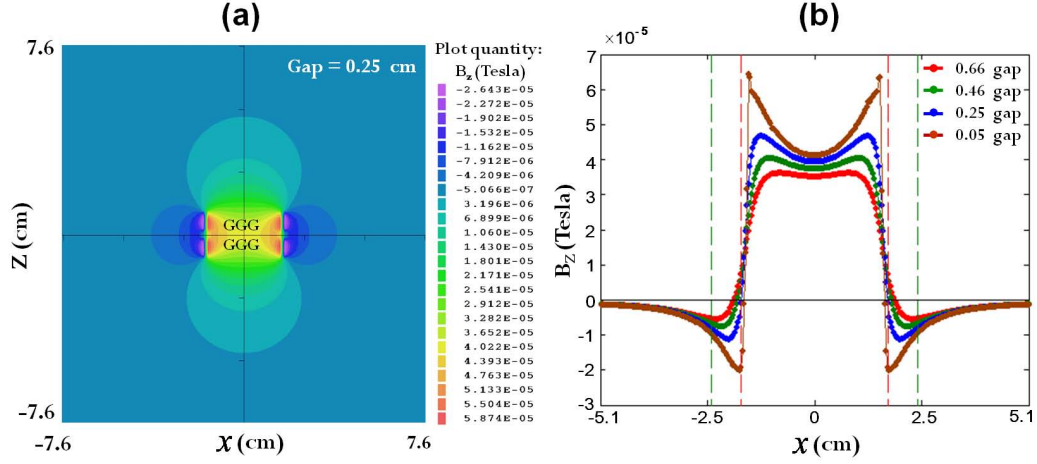 (a)
7.6
Gap = 0.25 cm
GGG
GGG
Z (cm)
-7.6
-7.6
7.6
x (cm)
Plot quantity:
Bz (Tesla)
-2.643E-05
-2.272E-05
-1.902E-05
-1.532E-05
-1.162E-05
-7.912E-06
-4.209E-06
-5.066E-07
3.196E-06
6.899E-06
1.060E-05
1.430E-05
1.801E-05
2.171E-05
2.541E-05
2.912E-05
3.282E-05
3.652E-05
4.022E-05
4.393E-05
4.763E-05
5.133E-05
5.504E-05
5.874E-05
(b)
×10⁻⁵
7
6
5
4
3
2
1
0
-1
-2
-3
BZ (Tesla)
0.66 gap
0.46 gap
0.25 gap
0.05 gap
-5.1
-2.5
0
2.5
5.1
x (cm)